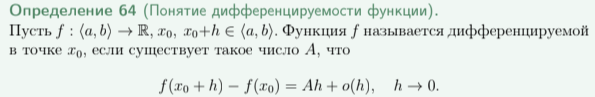 Определение 64 (Понятие дифференцируемости функции).
Пусть f : ⟨a, b⟩ → ℝ, x₀, x₀+h ∈ ⟨a, b⟩. Функция f называется дифференцируемой
в точке x₀, если существует такое число A, что
f(x₀ + h) − f(x₀) = Ah + o(h), h → 0.